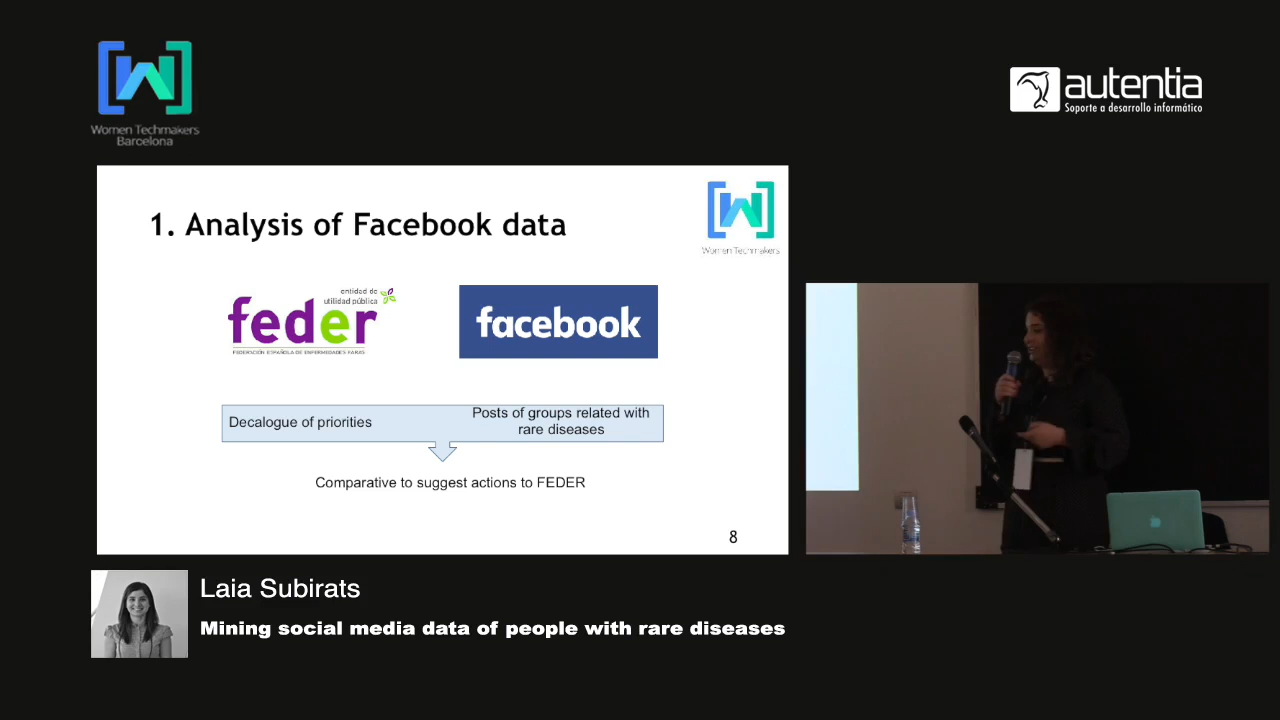 Women Techmakers
Barcelona
autentia
Soporte a desarrollo informático
1. Analysis of Facebook data
Women Techmakers
entidad de
utilidad pública
feder
FEDERACIÓN ESPAÑOLA DE ENFERMEDADES RARAS
facebook
Decalogue of priorities
Posts of groups related with
rare diseases
Comparative to suggest actions to FEDER
8
Laia Subirats
Mining social media data of people with rare diseases